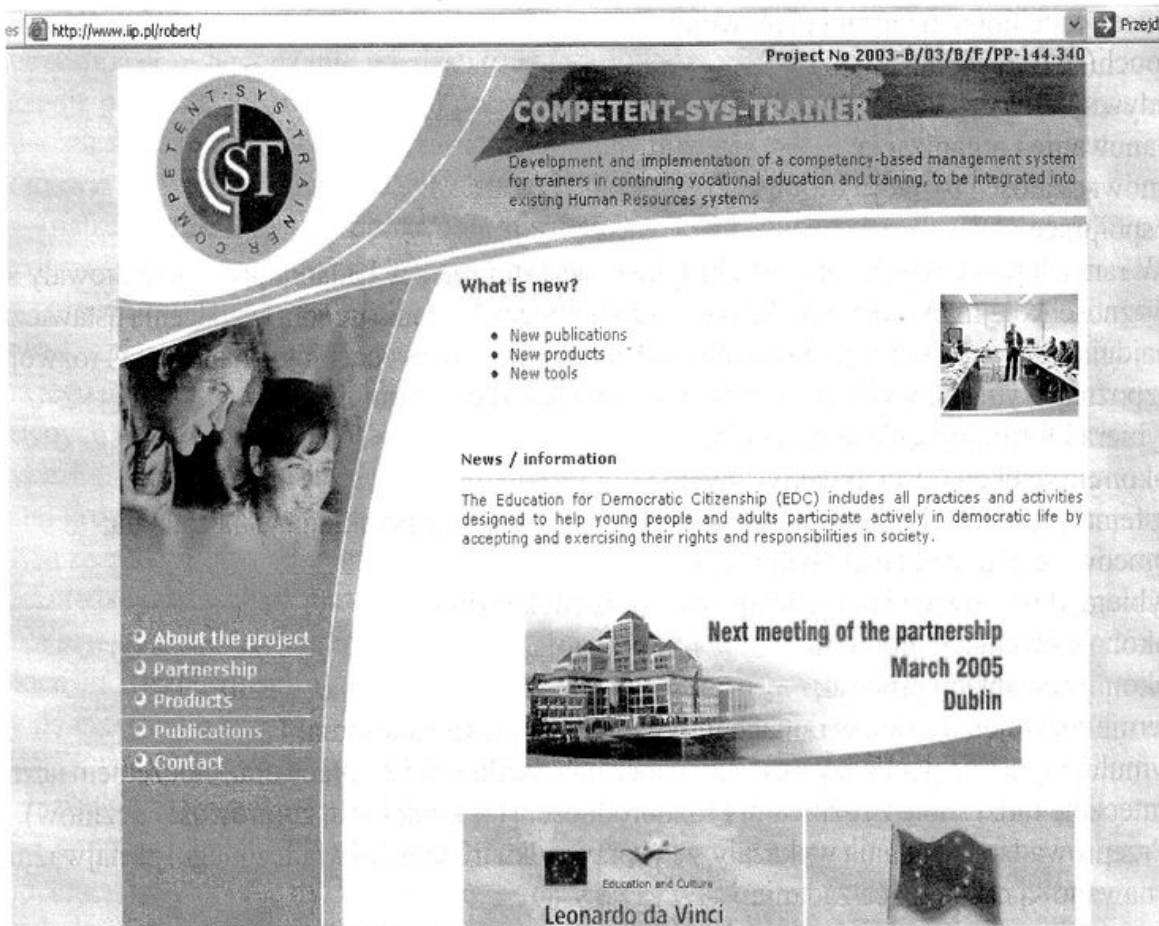 es http://www.iip.pl/robert/ Przejd
Project No 2003-B/03/B/F/PP-144.340
COMPETENT-SYS-TRAINER
CST
COMPETENT-SYS-TRAINER
Development and implementation of a competency-based management system
for trainers in continuing vocational education and training, to be integrated into
existing Human Resources systems
What is new?
• New publications
• New products
• New tools
News / information
The Education for Democratic Citizenship (EDC) includes all practices and activities
designed to help young people and adults participate actively in democratic life by
accepting and exercising their rights and responsibilities in society.
About the project
Partnership
Products
Publications
Contact
Next meeting of the partnership
March 2005
Dublin
Education and Culture
Leonardo da Vinci